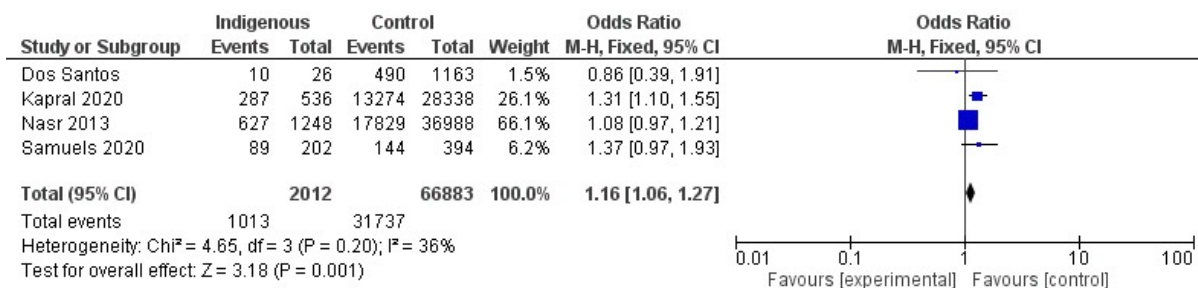 Indigenous Control Odds Ratio Odds Ratio
Study or Subgroup Events Total Events Total Weight M-H, Fixed, 95% CI M-H, Fixed, 95% CI
Dos Santos 10 26 490 1163 1.5% 0.86 [0.39, 1.91]
Kapral 2020 287 536 13274 28338 26.1% 1.31 [1.10, 1.55]
Nasr 2013 627 1248 17829 36988 66.1% 1.08 [0.97, 1.21]
Samuels 2020 89 202 144 394 6.2% 1.37 [0.97, 1.93]
Total (95% CI) 2012 66883 100.0% 1.16 [1.06, 1.27]
Total events 1013 31737
Heterogeneity: Chi² = 4.65, df = 3 (P = 0.20); I² = 36%
Test for overall effect: Z = 3.18 (P = 0.001)
0.01 0.1 1 10 100
Favours [experimental] Favours [control]